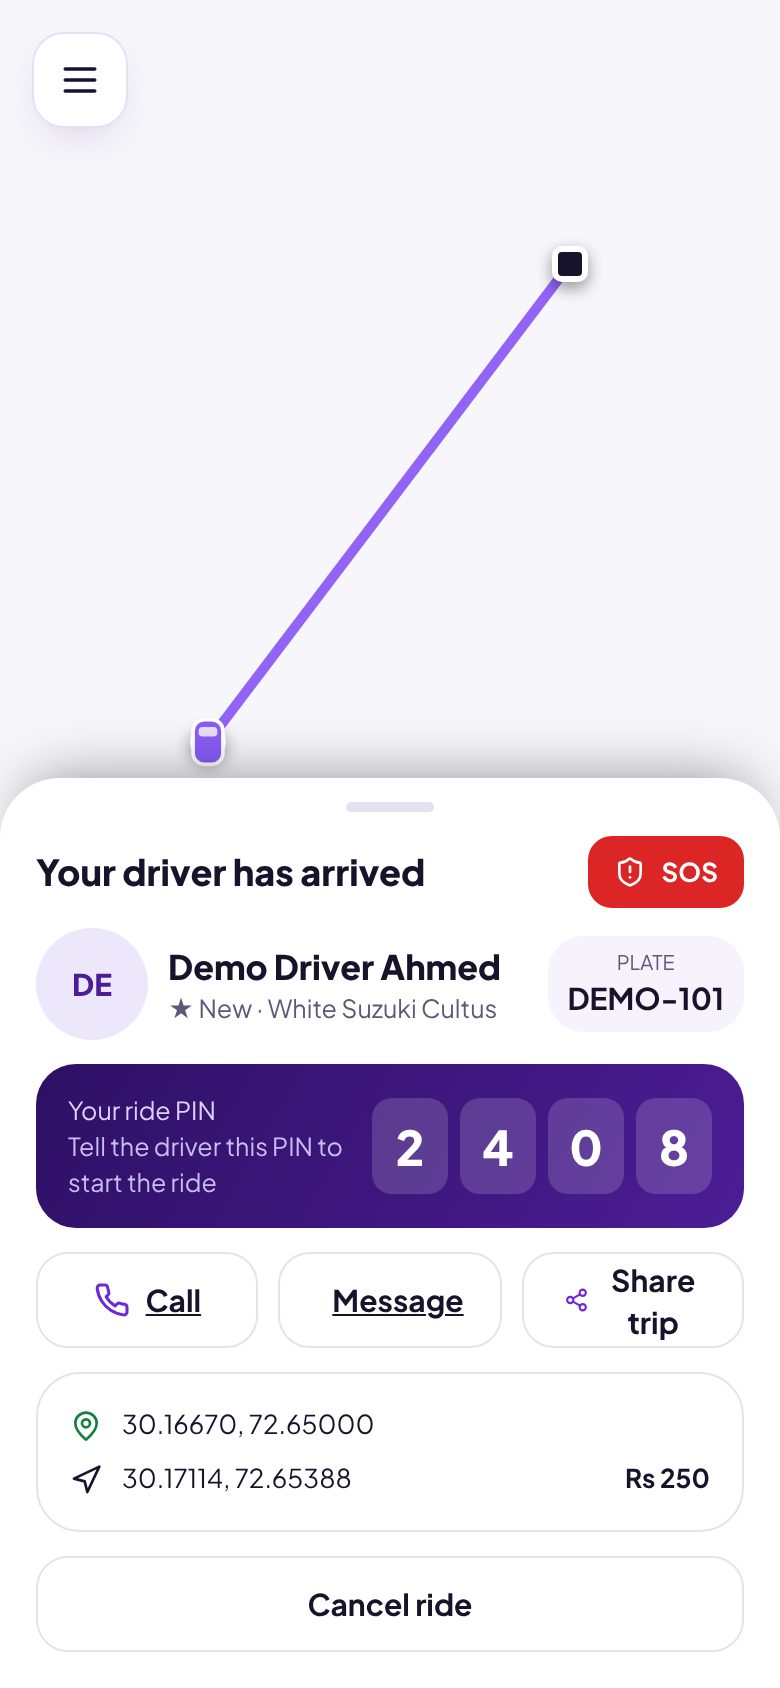 Your driver has arrived
SOS
DE
Demo Driver Ahmed
★ New · White Suzuki Cultus
PLATE
DEMO-101
Your ride PIN
Tell the driver this PIN to
start the ride
2 4 0 8
Call
Message
Share
trip
30.16670, 72.65000
30.17114, 72.65388
Rs 250
Cancel ride